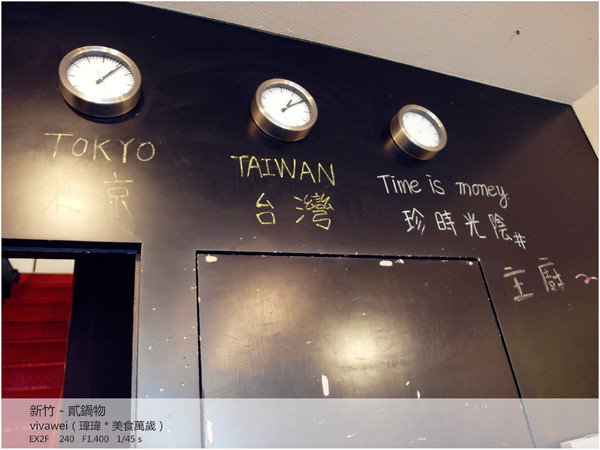 TOKYO
東京
TAIWAN
台灣
Time is money.
珍時光陰#
主廚
新竹 - 貳鍋物
vivawei ( 瑋瑋 * 美食萬歲 )
EX2F 240 F1.400 1/45 s